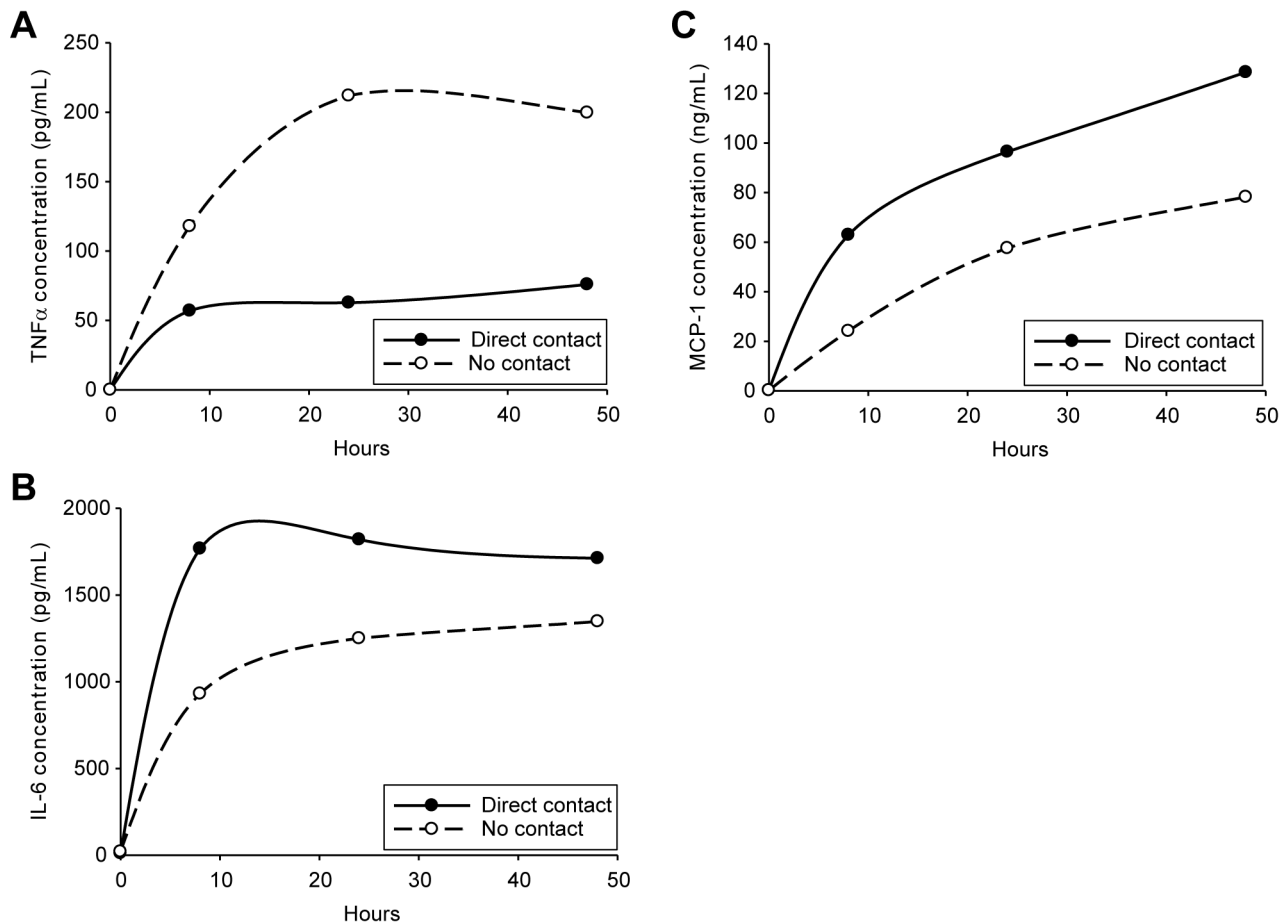 A
250
200
150
100
50
0
TNFα concentration (pg/mL)
Direct contact
No contact
0 10 20 30 40 50
Hours
C
140
120
100
80
60
40
20
0
MCP-1 concentration (ng/mL)
Direct contact
No contact
0 10 20 30 40 50
Hours
B
2000
1500
1000
500
0
IL-6 concentration (pg/mL)
Direct contact
No contact
0 10 20 30 40 50
Hours